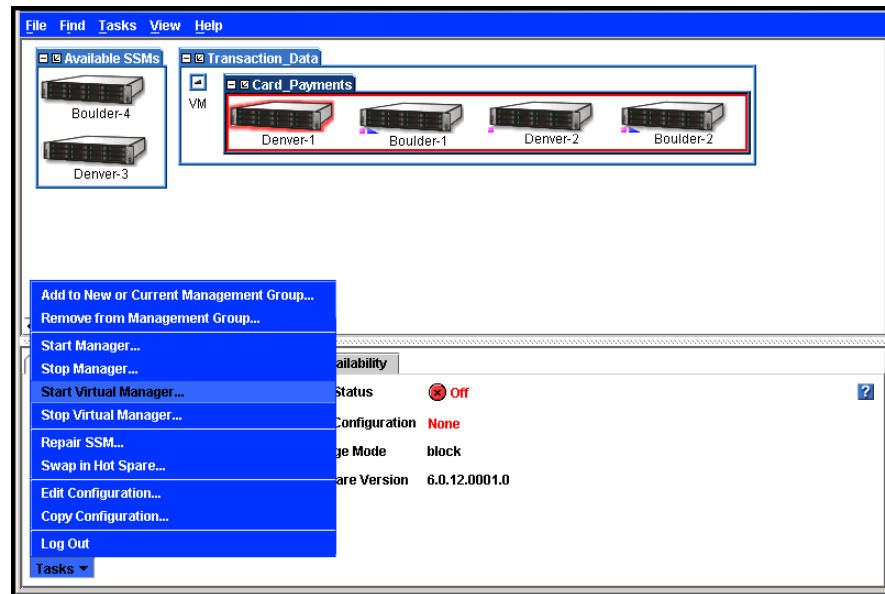 File Find Tasks View Help
Available SSMs
Boulder-4
Denver-3
Transaction_Data
VM
Card_Payments
Denver-1 Boulder-1 Denver-2 Boulder-2
Add to New or Current Management Group...
Remove from Management Group...
Start Manager...
Stop Manager...
Start Virtual Manager...
Stop Virtual Manager...
Repair SSM...
Swap in Hot Spare...
Edit Configuration...
Copy Configuration...
Log Out
Tasks
ailability
Status Off
Configuration None
ge Mode block
are Version 6.0.12.0001.0
?